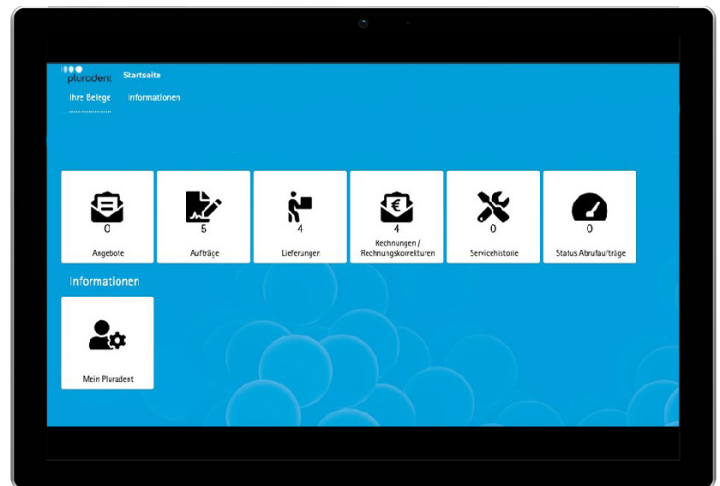 pluradent
Startseite
Ihre Belege
Informationen
0
Angebote
5
Aufträge
4
Lieferungen
€
4
Rechnungen /
Rechnungskorrekturen
0
Servicehistorie
0
Status Abrufaufträge
Informationen
Mein Pluradent